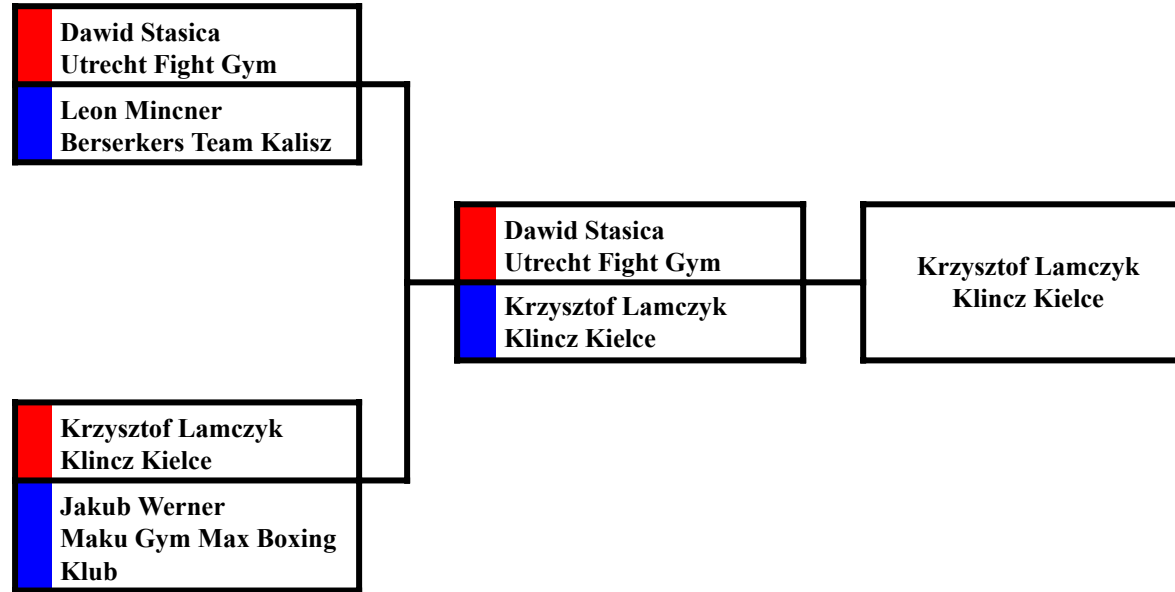 Dawid Stasica
Utrecht Fight Gym
Leon Mincner
Berserkers Team Kalisz
Dawid Stasica
Utrecht Fight Gym
Krzysztof Lamczyk
Klincz Kielce
Krzysztof Lamczyk
Klincz Kielce
Krzysztof Lamczyk
Klincz Kielce
Jakub Werner
Maku Gym Max Boxing
Klub